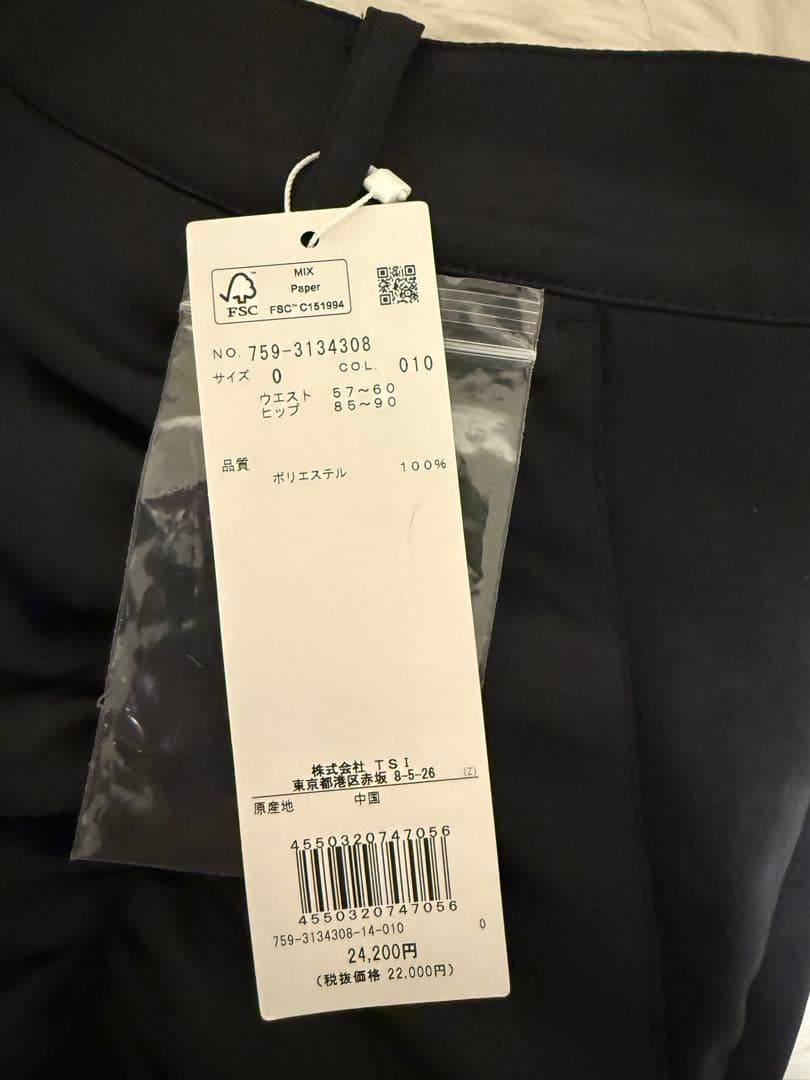 MIX
Paper
FSC™ C151994
FSC
NO. 759-3134308
サイズ 0 COL. 010
ウエスト 57～60
ヒップ 85～90
品質 ポリエステル 100%
株式会社 TSI
東京都港区赤坂 8-5-26 (Z)
原産地 中国
4550320747056
4550320747056
759-3134308-14-010 0
24,200円
(税抜価格 22,000円)